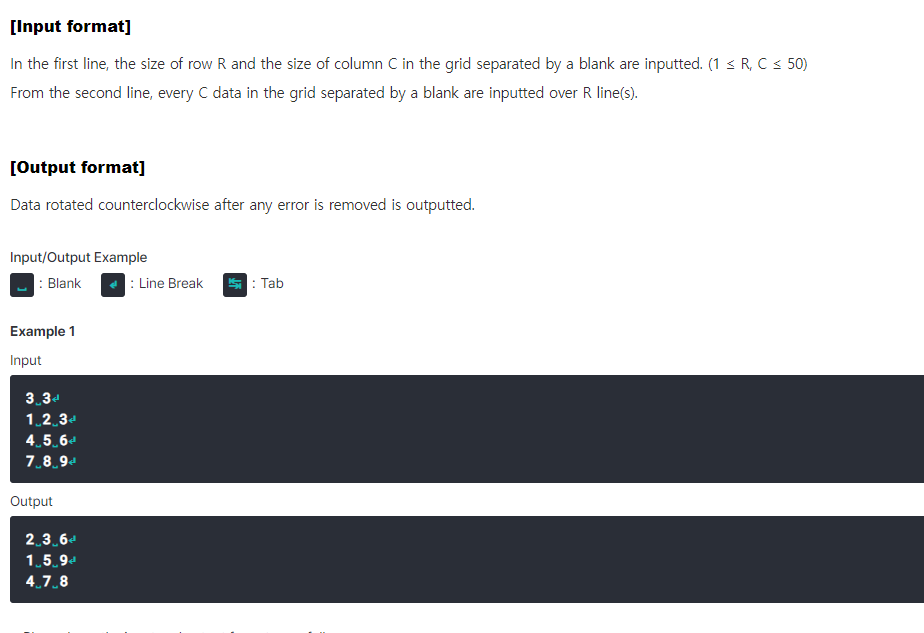 [Input format]
In the first line, the size of row R and the size of column C in the grid separated by a blank are inputted. (1 ≤ R, C ≤ 50)
From the second line, every C data in the grid separated by a blank are inputted over R line(s).
[Output format]
Data rotated counterclockwise after any error is removed is outputted.
Input/Output Example
␣ : Blank ↲ : Line Break ↹ : Tab
Example 1
Input
3␣3↲
1␣2␣3↲
4␣5␣6↲
7␣8␣9↲
Output
2␣3␣6↲
1␣5␣9↲
4␣7␣8